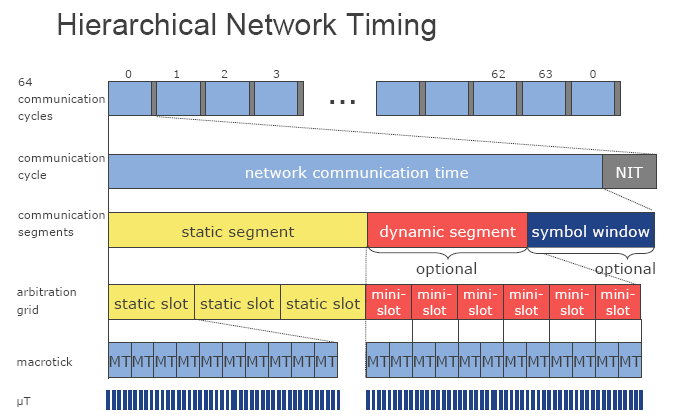 Hierarchical Network Timing
64
communication
cycles
0 1 2 3 ... 62 63 0
communication
cycle
network communication time NIT
communication
segments
static segment dynamic segment symbol window
optional optional
arbitration
grid
static slot static slot static slot mini-slot mini-slot mini-slot mini-slot mini-slot mini-slot
macrotick
MT MT MT MT MT MT MT MT MT MT MT MT MT MT MT MT MT MT MT MT MT MT
µT